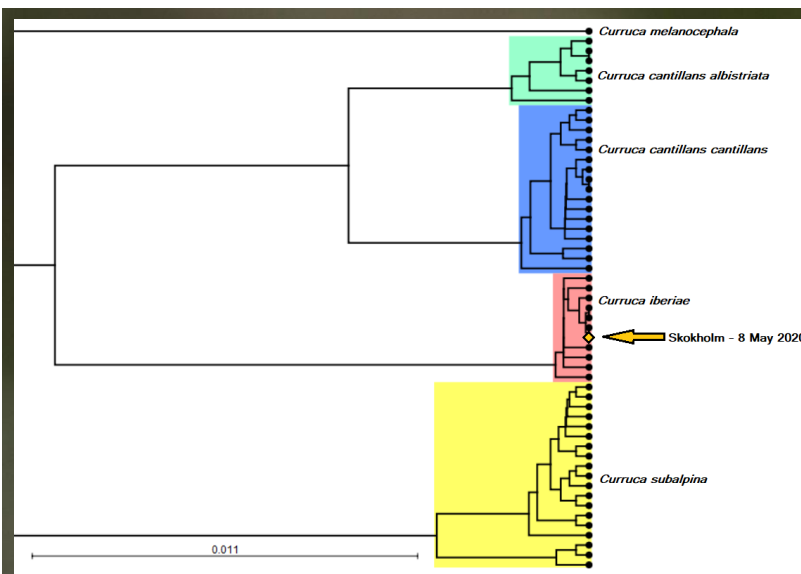 Curruca melanocephala
Curruca cantillans albistriata
Curruca cantillans cantillans
Curruca iberiae
Skokholm - 8 May 2020
Curruca subalpina
0.011